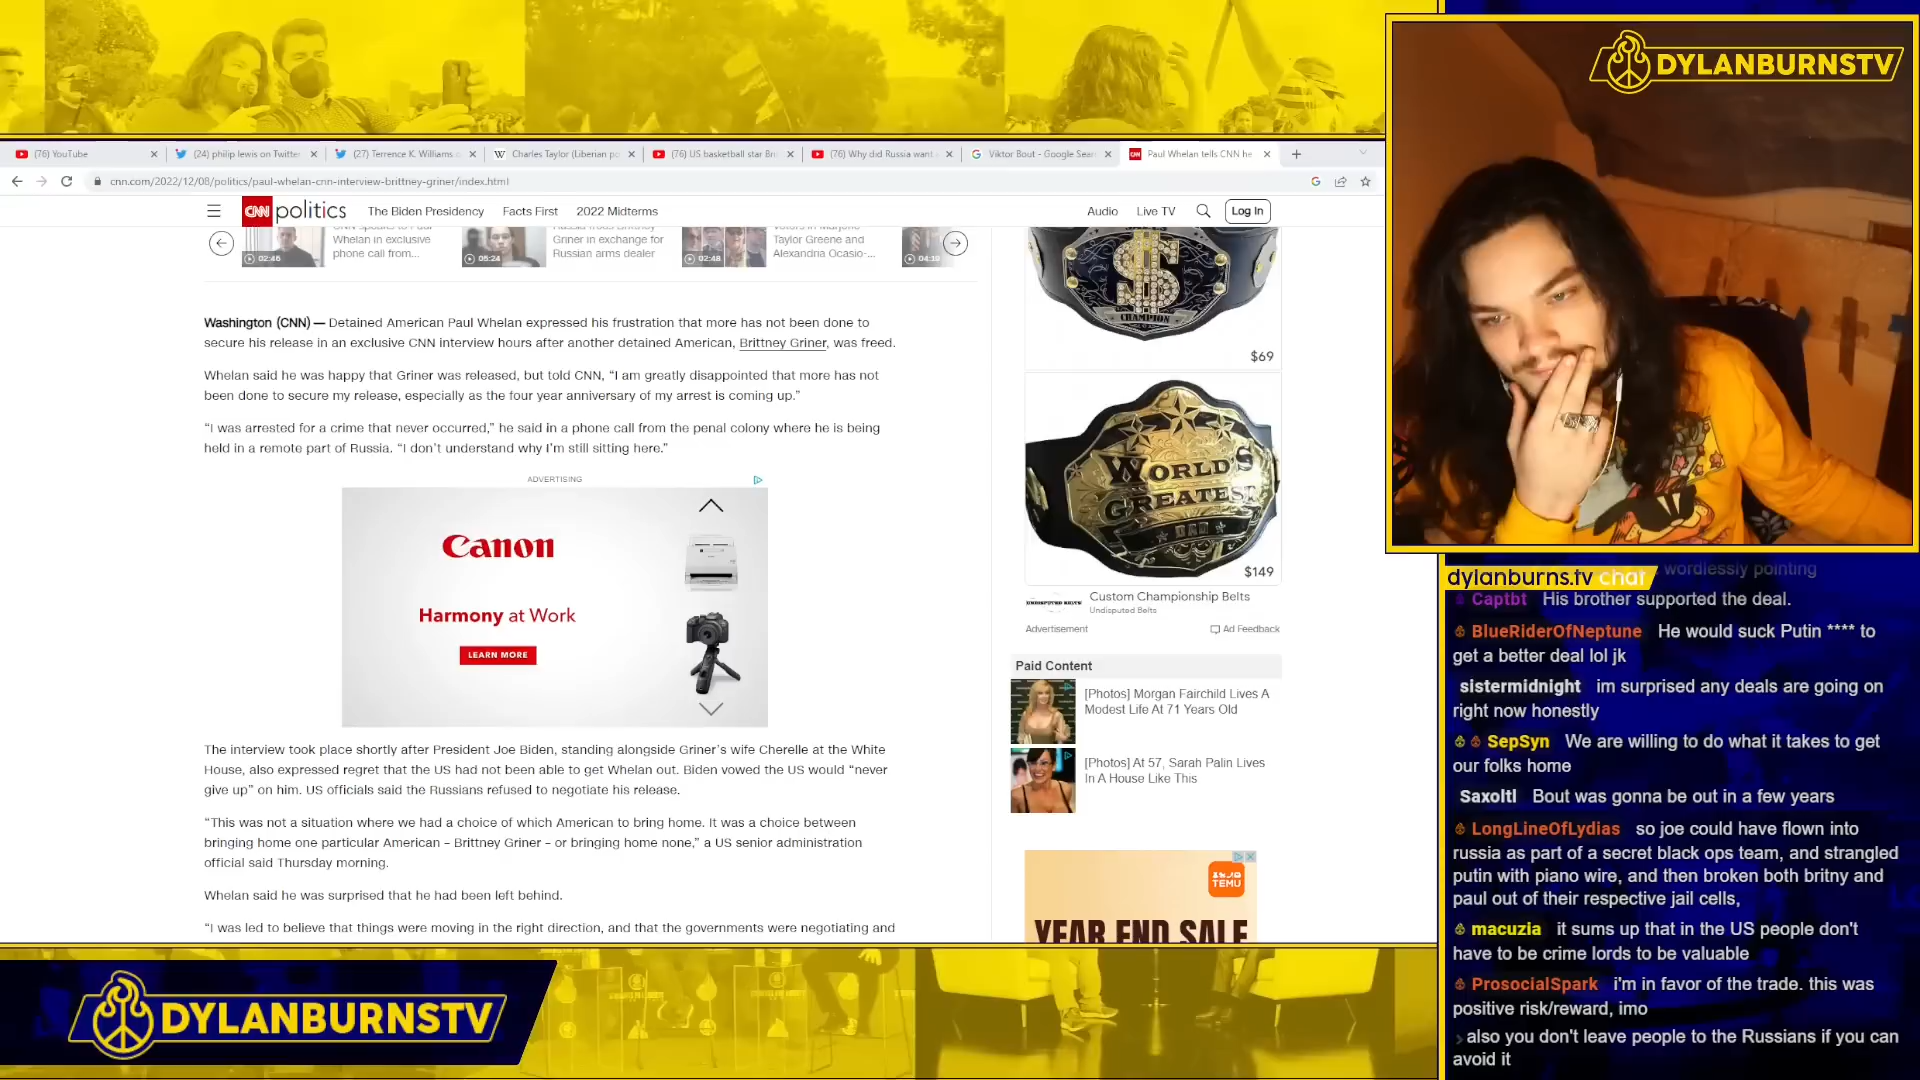 DYLANBURNSTV
(76) YouTube
(24) philip lewis on Twitter
(27) Terrence K. Williams
Charles Taylor (Liberian po
(76) US basketball star Bri
(76) Why did Russia want
Viktor Bout - Google Sear
Paul Whelan tells CNN he
cnn.com/2022/12/08/politics/paul-whelan-cnn-interview-brittney-griner/index.html
CNN politics
The Biden Presidency
Facts First
2022 Midterms
Audio
Live TV
Log In
Whelan in exclusive
phone call from...
02:46
Griner in exchange for
Russian arms dealer
05:24
Taylor Greene and
Alexandria Ocasio-...
02:48
04:19
Washington (CNN) — Detained American Paul Whelan expressed his frustration that more has not been done to
secure his release in an exclusive CNN interview hours after another detained American, Brittney Griner, was freed.
Whelan said he was happy that Griner was released, but told CNN, “I am greatly disappointed that more has not
been done to secure my release, especially as the four year anniversary of my arrest is coming up.”
“I was arrested for a crime that never occurred,” he said in a phone call from the penal colony where he is being
held in a remote part of Russia. “I don’t understand why I’m still sitting here.”
ADVERTISING
Canon
Harmony at Work
LEARN MORE
The interview took place shortly after President Joe Biden, standing alongside Griner’s wife Cherelle at the White
House, also expressed regret that the US had not been able to get Whelan out. Biden vowed the US would “never
give up” on him. US officials said the Russians refused to negotiate his release.
“This was not a situation where we had a choice of which American to bring home. It was a choice between
bringing home one particular American – Brittney Griner – or bringing home none,” a US senior administration
official said Thursday morning.
Whelan said he was surprised that he had been left behind.
“I was led to believe that things were moving in the right direction, and that the governments were negotiating and
$
CHAMPION
$69
WORLD'S
GREATEST
DAD
$149
UNDISPUTED BELTS
Custom Championship Belts
Undisputed Belts
Advertisement
Ad Feedback
Paid Content
[Photos] Morgan Fairchild Lives A
Modest Life At 71 Years Old
[Photos] At 57, Sarah Palin Lives
In A House Like This
TEMU
YEAR END SALE
DYLANBURNSTV
dylanburns.tv chat
wordlessly pointing
Captbt His brother supported the deal.
BlueRiderOfNeptune He would suck Putin **** to
get a better deal lol jk
sistermidnight im surprised any deals are going on
right now honestly
SepSyn We are willing to do what it takes to get
our folks home
Saxoltl Bout was gonna be out in a few years
LongLineOfLydias so joe could have flown into
russia as part of a secret black ops team, and strangled
putin with piano wire, and then broken both britny and
paul out of their respective jail cells,
macuzia it sums up that in the US people don't
have to be crime lords to be valuable
ProsocialSpark i'm in favor of the trade. this was
positive risk/reward, imo
also you don't leave people to the Russians if you can
avoid it